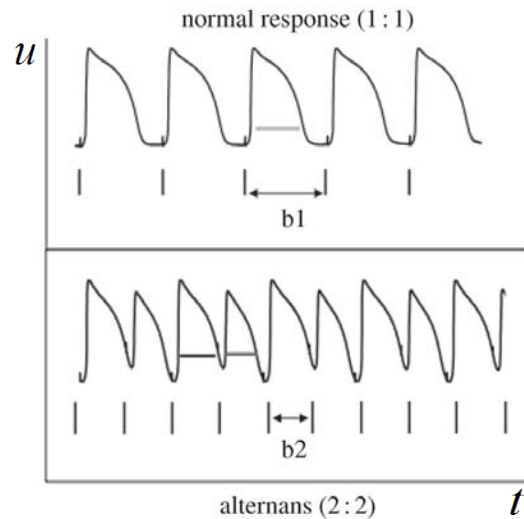 normal response (1 : 1)
u
b1
b2
t
alternans (2 : 2)